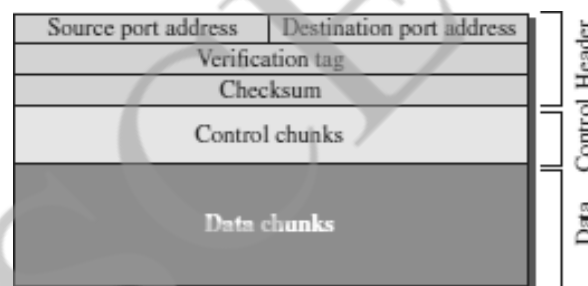 Source port address Destination port address
Verification tag
Checksum
Control chunks
Data chunks
Header
Control
Data